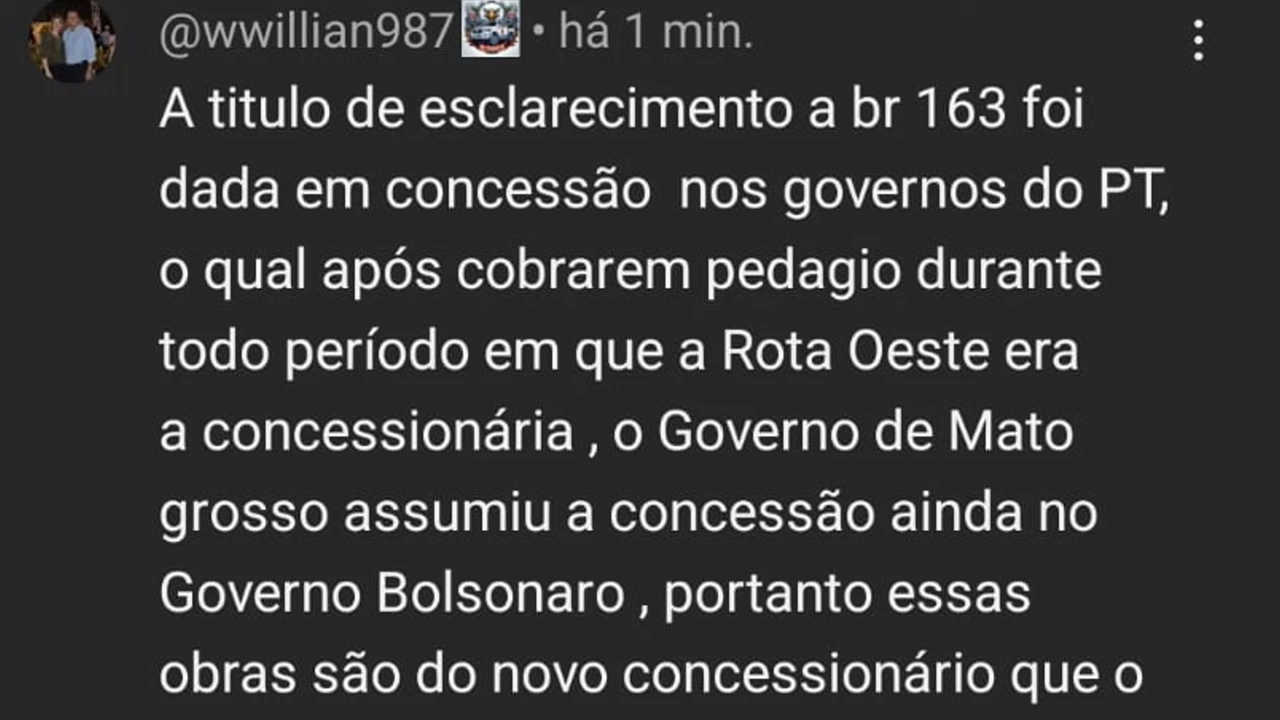 @wwillian987 • há 1 min.
A titulo de esclarecimento a br 163 foi
dada em concessão  nos governos do PT,
o qual após cobrarem pedagio durante
todo período em que a Rota Oeste era
a concessionária , o Governo de Mato
grosso assumiu a concessão ainda no
Governo Bolsonaro , portanto essas
obras são do novo concessionário que o